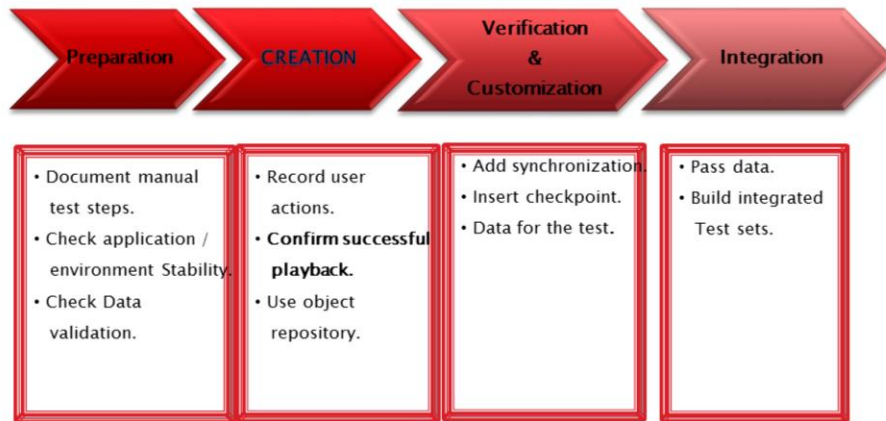 Preparation
CREATION
Verification
&
Customization
Integration
• Document manual
test steps.
• Check application /
environment Stability.
• Check Data
validation.
• Record user
actions.
• Confirm successful
playback.
• Use object
repository.
• Add synchronization.
• Insert checkpoint.
• Data for the test.
• Pass data.
• Build integrated
Test sets.